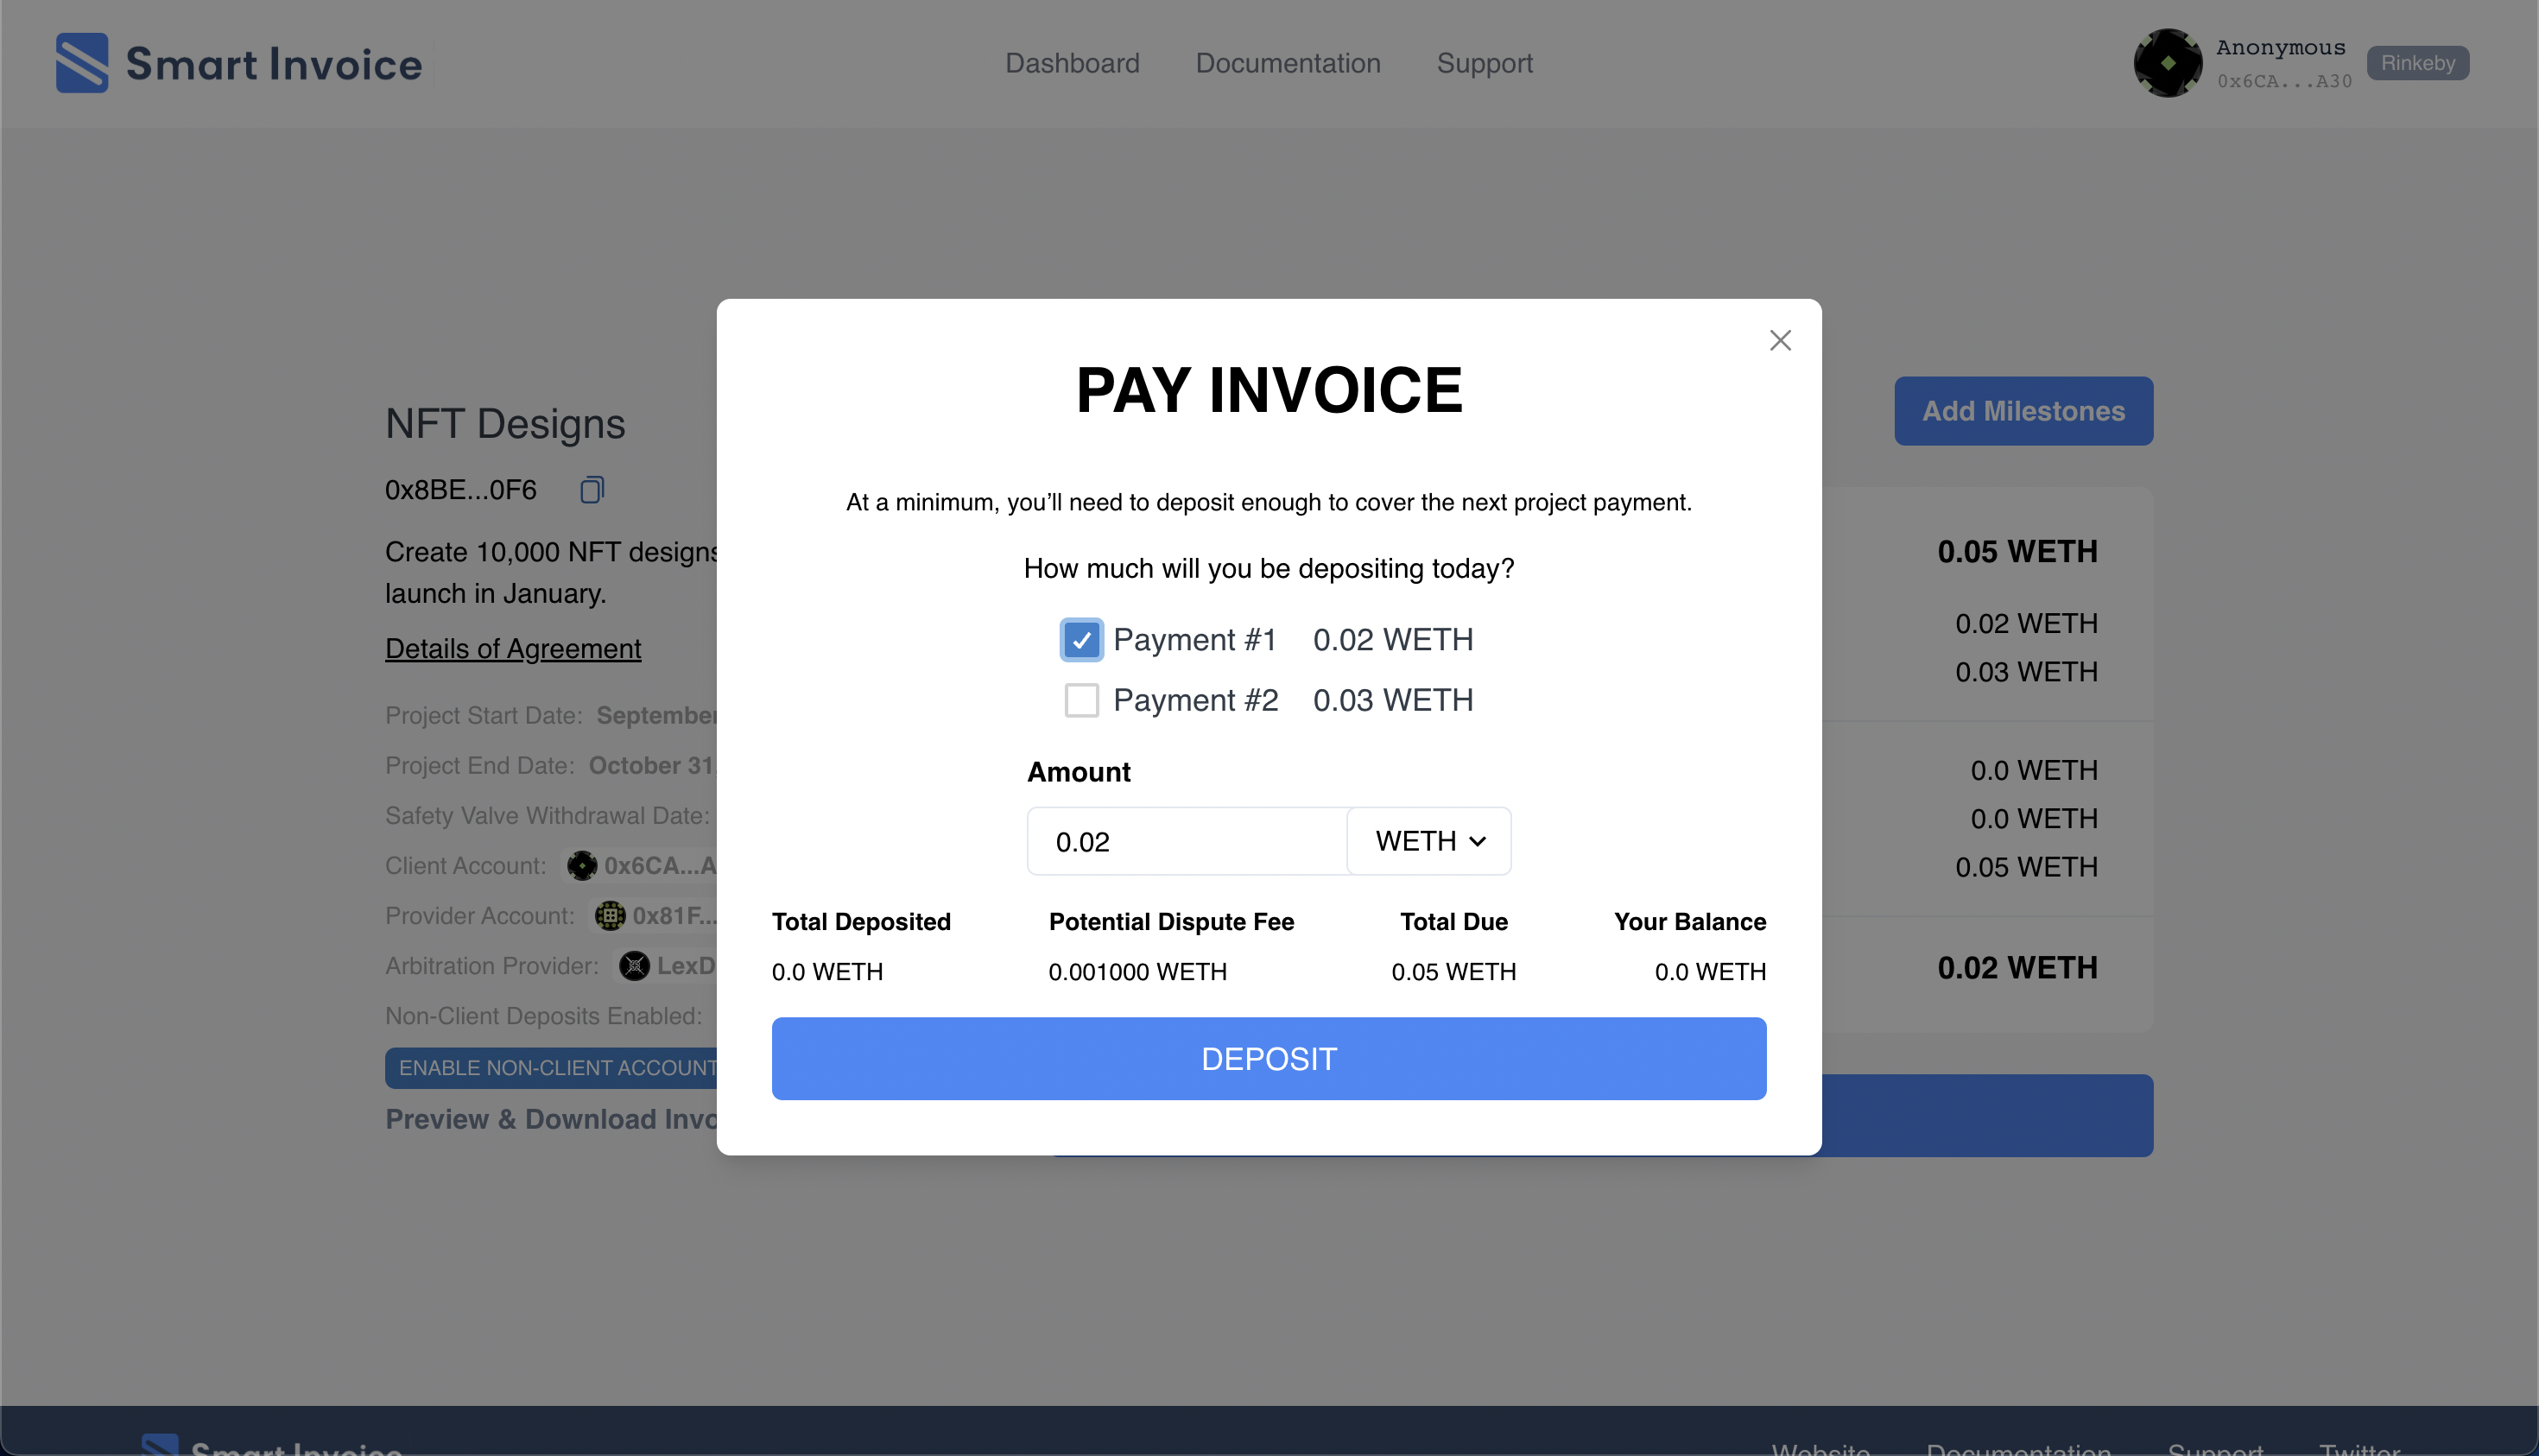 Smart Invoice
Dashboard Documentation Support
Anonymous
0x6CA...A30
Rinkeby
NFT Designs
0x8BE...0F6
Create 10,000 NFT designs
launch in January.
Details of Agreement
Project Start Date: September
Project End Date: October 31
Safety Valve Withdrawal Date:
Client Account: 0x6CA...A
Provider Account: 0x81F...
Arbitration Provider: LexD
Non-Client Deposits Enabled:
ENABLE NON-CLIENT ACCOUNT
Preview & Download Invo
PAY INVOICE
At a minimum, you’ll need to deposit enough to cover the next project payment.
How much will you be depositing today?
Payment #1 0.02 WETH
Payment #2 0.03 WETH
Amount
0.02 WETH
Total Deposited Potential Dispute Fee Total Due Your Balance
0.0 WETH 0.001000 WETH 0.05 WETH 0.0 WETH
DEPOSIT
Add Milestones
0.05 WETH
0.02 WETH
0.03 WETH
0.0 WETH
0.0 WETH
0.05 WETH
0.02 WETH
Smart Invoice
Website Documentation Support Twitter